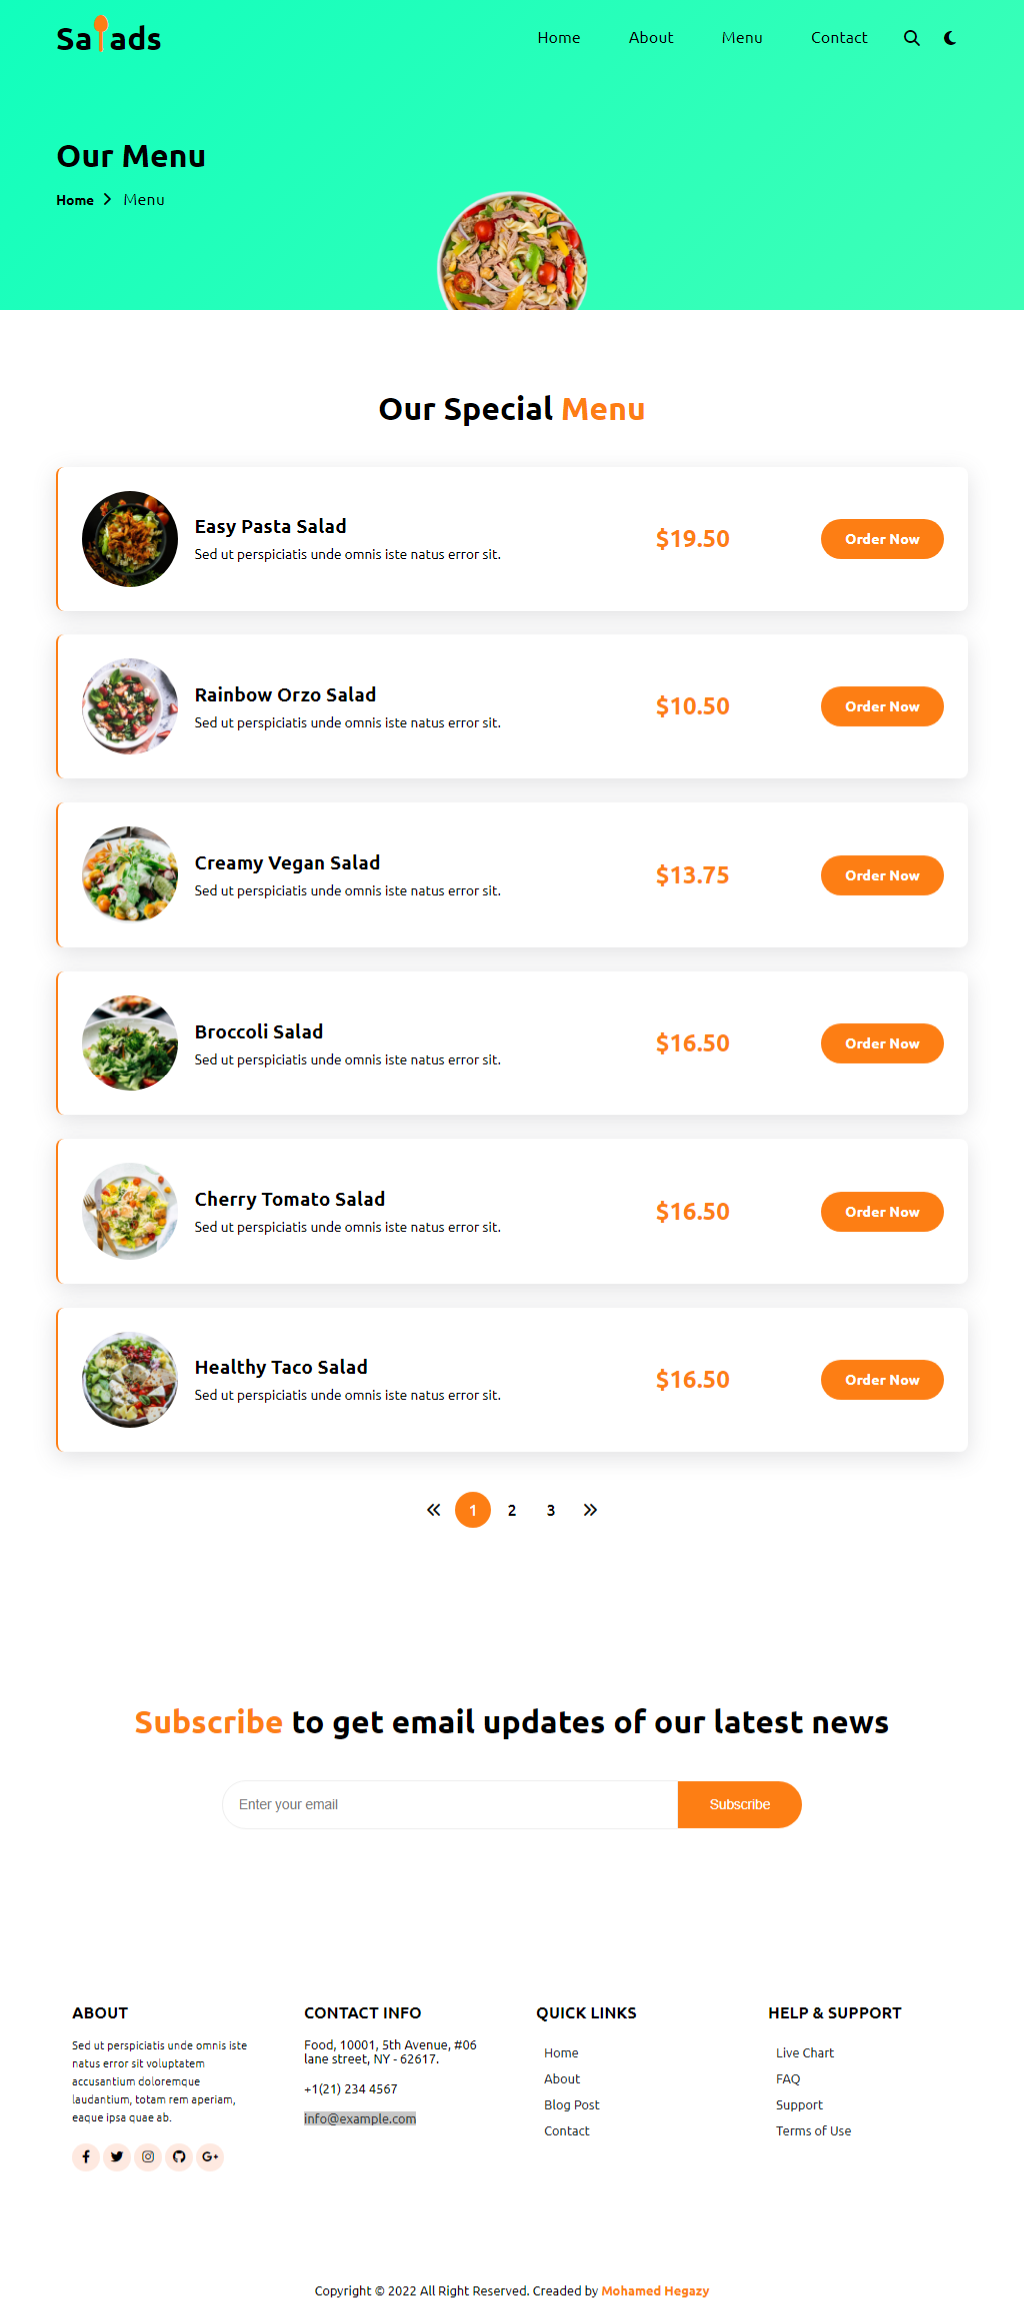 Salads
Home About Menu Contact
Our Menu
Home Menu
Our Special Menu
Easy Pasta Salad
Sed ut perspiciatis unde omnis iste natus error sit.
$19.50
Order Now
Rainbow Orzo Salad
Sed ut perspiciatis unde omnis iste natus error sit.
$10.50
Order Now
Creamy Vegan Salad
Sed ut perspiciatis unde omnis iste natus error sit.
$13.75
Order Now
Broccoli Salad
Sed ut perspiciatis unde omnis iste natus error sit.
$16.50
Order Now
Cherry Tomato Salad
Sed ut perspiciatis unde omnis iste natus error sit.
$16.50
Order Now
Healthy Taco Salad
Sed ut perspiciatis unde omnis iste natus error sit.
$16.50
Order Now
« 1 2 3 »
Subscribe to get email updates of our latest news
Enter your email
Subscribe
ABOUT
Sed ut perspiciatis unde omnis iste
natus error sit voluptatem
accusantium doloremque
laudantium, totam rem aperiam,
eaque ipsa quae ab.
CONTACT INFO
Food, 10001, 5th Avenue, #06
lane street, NY - 62617.
+1(21) 234 4567
info@example.com
QUICK LINKS
Home
About
Blog Post
Contact
HELP & SUPPORT
Live Chart
FAQ
Support
Terms of Use
Copyright © 2022 All Right Reserved. Creaded by Mohamed Hegazy